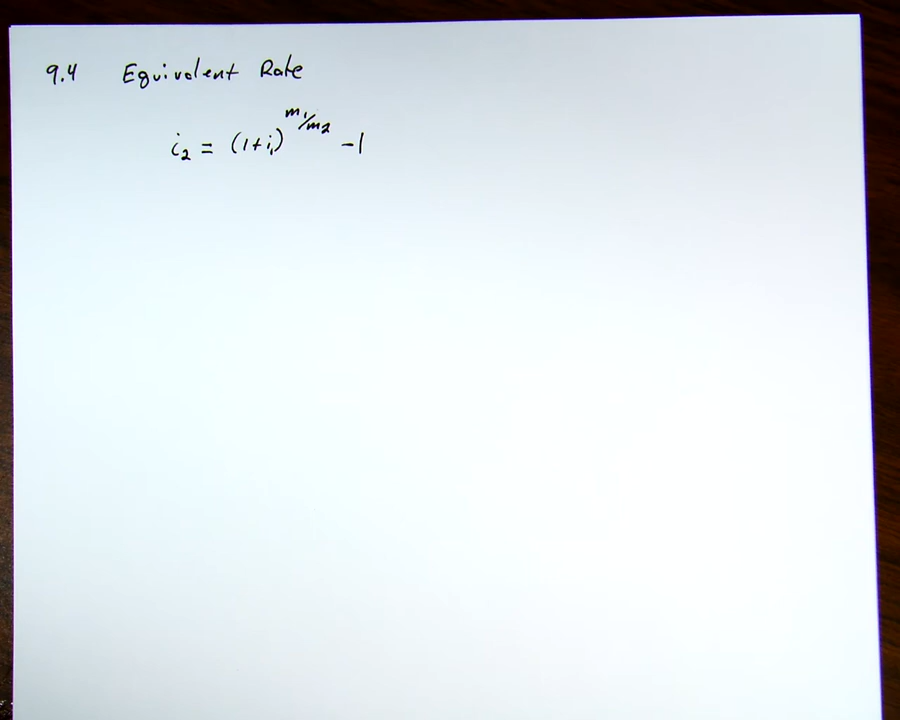 9.4 Equivalent Rate
i₂ = (1+i₁)^(m₁/m₂) -1